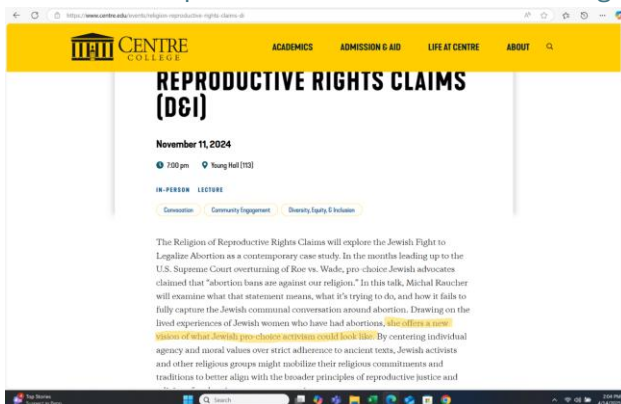 https://www.centre.edu/events/religion-reproductive-rights-claims-di
CENTRE
COLLEGE
ACADEMICS ADMISSION & AID LIFE AT CENTRE ABOUT
REPRODUCTIVE RIGHTS CLAIMS
(D&I)
November 11, 2024
7:00 pm Young Hall [113]
IN-PERSON LECTURE
Convocation Community Engagement Diversity, Equity, & Inclusion
The Religion of Reproductive Rights Claims will explore the Jewish Fight to
Legalize Abortion as a contemporary case study. In the months leading up to the
U.S. Supreme Court overturning of Roe vs. Wade, pro-choice Jewish advocates
claimed that “abortion bans are against our religion.” In this talk, Michal Raucher
will examine what that statement means, what it’s trying to do, and how it fails to
fully capture the Jewish communal conversation around abortion. Drawing on the
lived experiences of Jewish women who have had abortions, she offers a new
vision of what Jewish pro-choice activism could look like. By centering individual
agency and moral values over strict adherence to ancient texts, Jewish activists
and other religious groups might mobilize their religious commitments and
traditions to better align with the broader principles of reproductive justice and
Top Stories
Search
2:04 PM